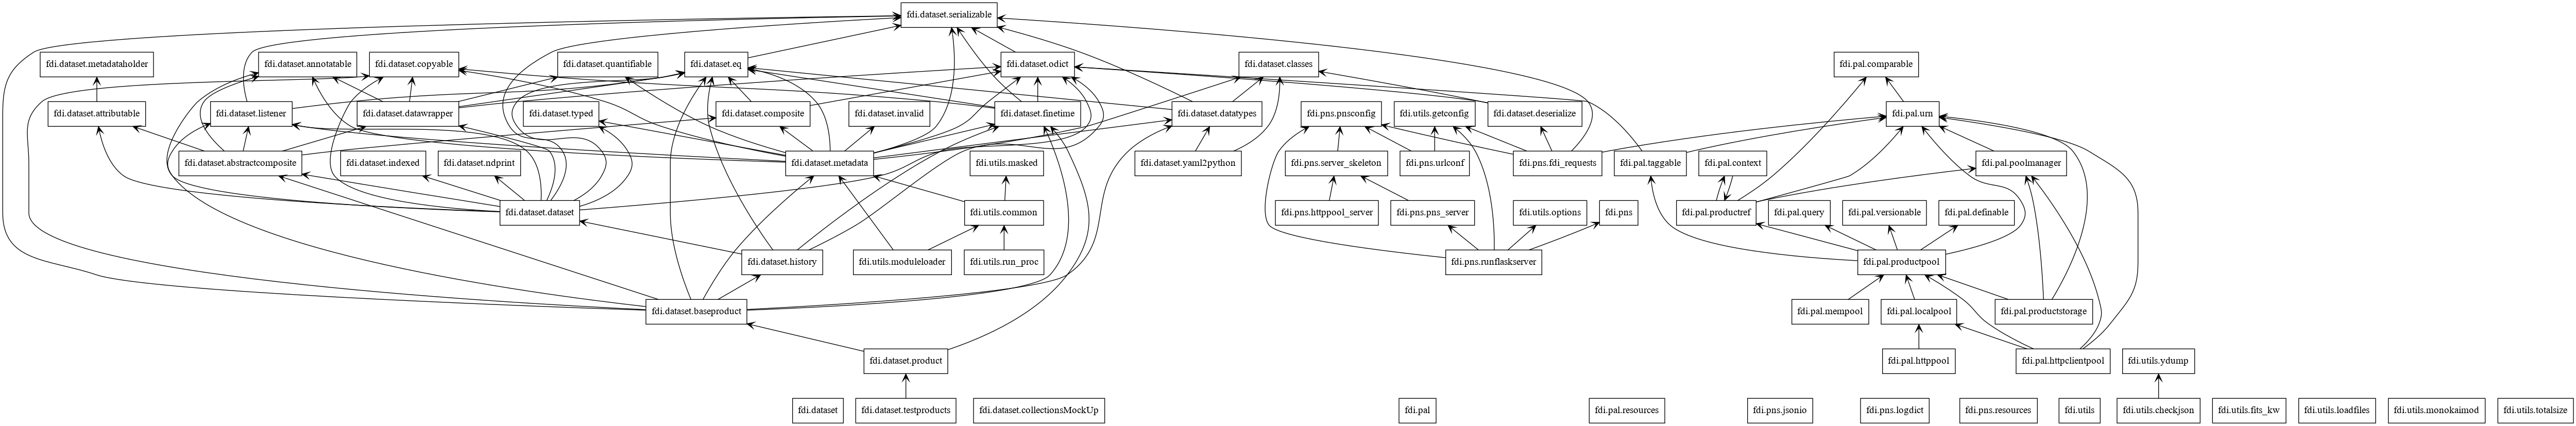 fdi.dataset.serializable
fdi.dataset.metadataholder
fdi.dataset.annotatable
fdi.dataset.copyable
fdi.dataset.quantifiable
fdi.dataset.eq
fdi.dataset.odict
fdi.dataset.classes
fdi.pal.comparable
fdi.dataset.attributable
fdi.dataset.listener
fdi.dataset.datawrapper
fdi.dataset.typed
fdi.dataset.composite
fdi.dataset.invalid
fdi.dataset.finetime
fdi.dataset.datatypes
fdi.pns.pnsconfig
fdi.utils.getconfig
fdi.dataset.deserialize
fdi.pal.urn
fdi.dataset.abstractcomposite
fdi.dataset.indexed
fdi.dataset.ndprint
fdi.dataset.metadata
fdi.utils.masked
fdi.dataset.yaml2python
fdi.pns.server_skeleton
fdi.pns.urlconf
fdi.pns.fdi_requests
fdi.pal.taggable
fdi.pal.context
fdi.pal.poolmanager
fdi.dataset.dataset
fdi.utils.common
fdi.pns.httppool_server
fdi.pns.pns_server
fdi.utils.options
fdi.pns
fdi.pal.productref
fdi.pal.query
fdi.pal.versionable
fdi.pal.definable
fdi.dataset.history
fdi.utils.moduleloader
fdi.utils.run_proc
fdi.pns.runflaskserver
fdi.pal.productpool
fdi.dataset.baseproduct
fdi.pal.mempool
fdi.pal.localpool
fdi.pal.productstorage
fdi.dataset.product
fdi.pal.httppool
fdi.pal.httpclientpool
fdi.utils.ydump
fdi.dataset
fdi.dataset.testproducts
fdi.dataset.collectionsMockUp
fdi.pal
fdi.pal.resources
fdi.pns.jsonio
fdi.pns.logdict
fdi.pns.resources
fdi.utils
fdi.utils.checkjson
fdi.utils.fits_kw
fdi.utils.loadfiles
fdi.utils.monokaimod
fdi.utils.totalsize